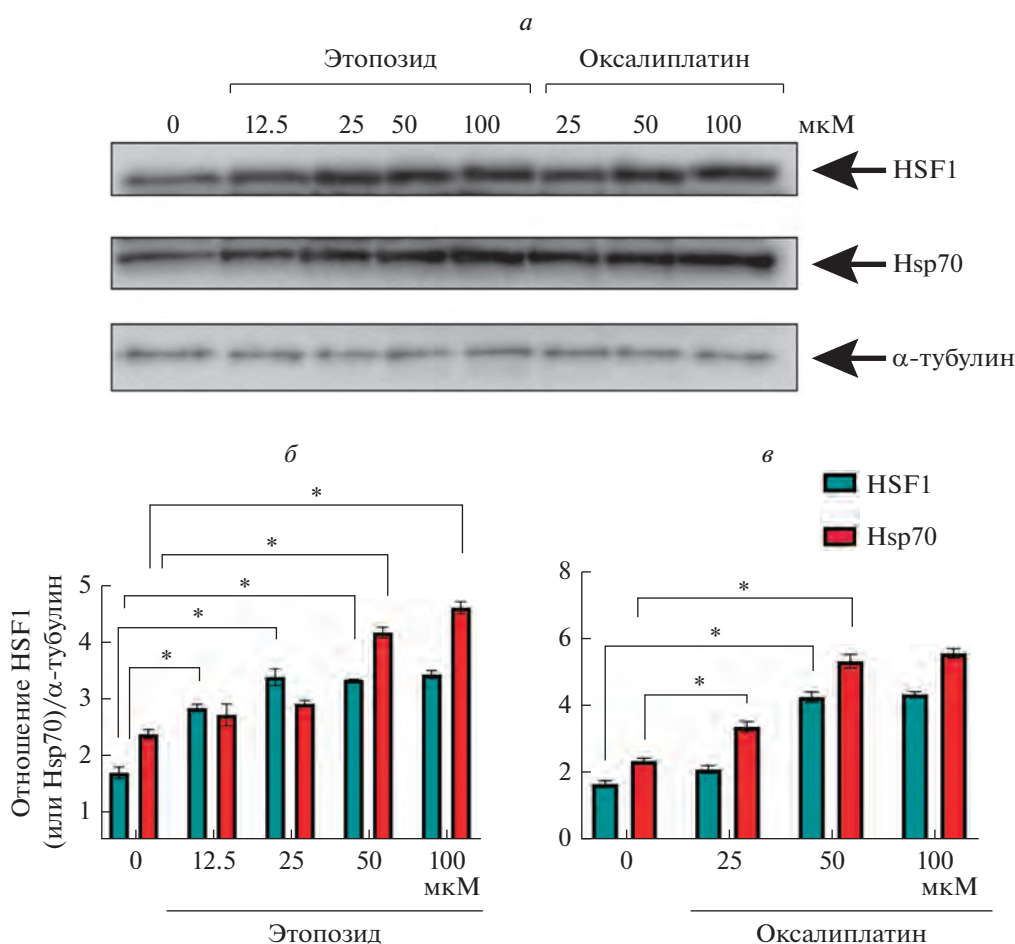 а
Этопозид Оксалиплатин
0 12.5 25 50 100 25 50 100 мкМ
HSF1
Hsp70
α-тубулин
б в
HSF1
Hsp70
Отношение HSF1
(или Hsp70)/α-тубулин
*
*
*
*
*
5
4
3
2
1
0 12.5 25 50 100
мкМ
Этопозид
8
6
4
2
0
*
*
*
0 25 50 100
мкМ
Оксалиплатин